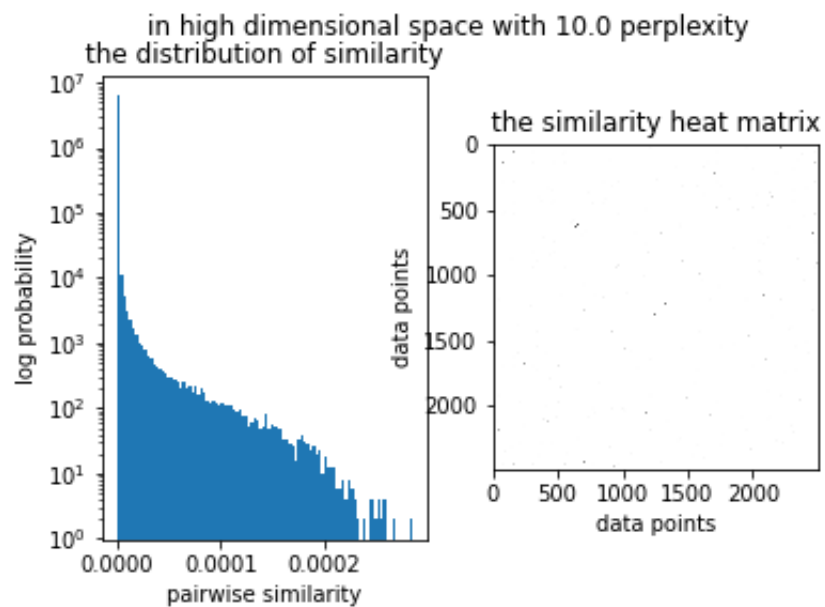 in high dimensional space with 10.0 perplexity
the distribution of similarity
10⁷
10⁶
10⁵
10⁴
10³
10²
10¹
10⁰
log probability
0.0000 0.0001 0.0002
pairwise similarity
the similarity heat matrix
0
500
1000
1500
2000
data points
0 500 1000 1500 2000
data points